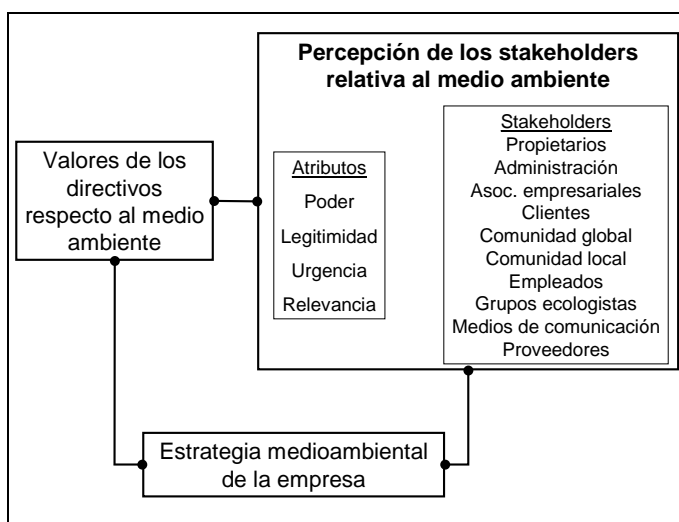 Percepción de los stakeholders
relativa al medio ambiente
Valores de los
directivos
respecto al medio
ambiente
Atributos
Poder
Legitimidad
Urgencia
Relevancia
Stakeholders
Propietarios
Administración
Asoc. empresariales
Clientes
Comunidad global
Comunidad local
Empleados
Grupos ecologistas
Medios de comunicación
Proveedores
Estrategia medioambiental
de la empresa